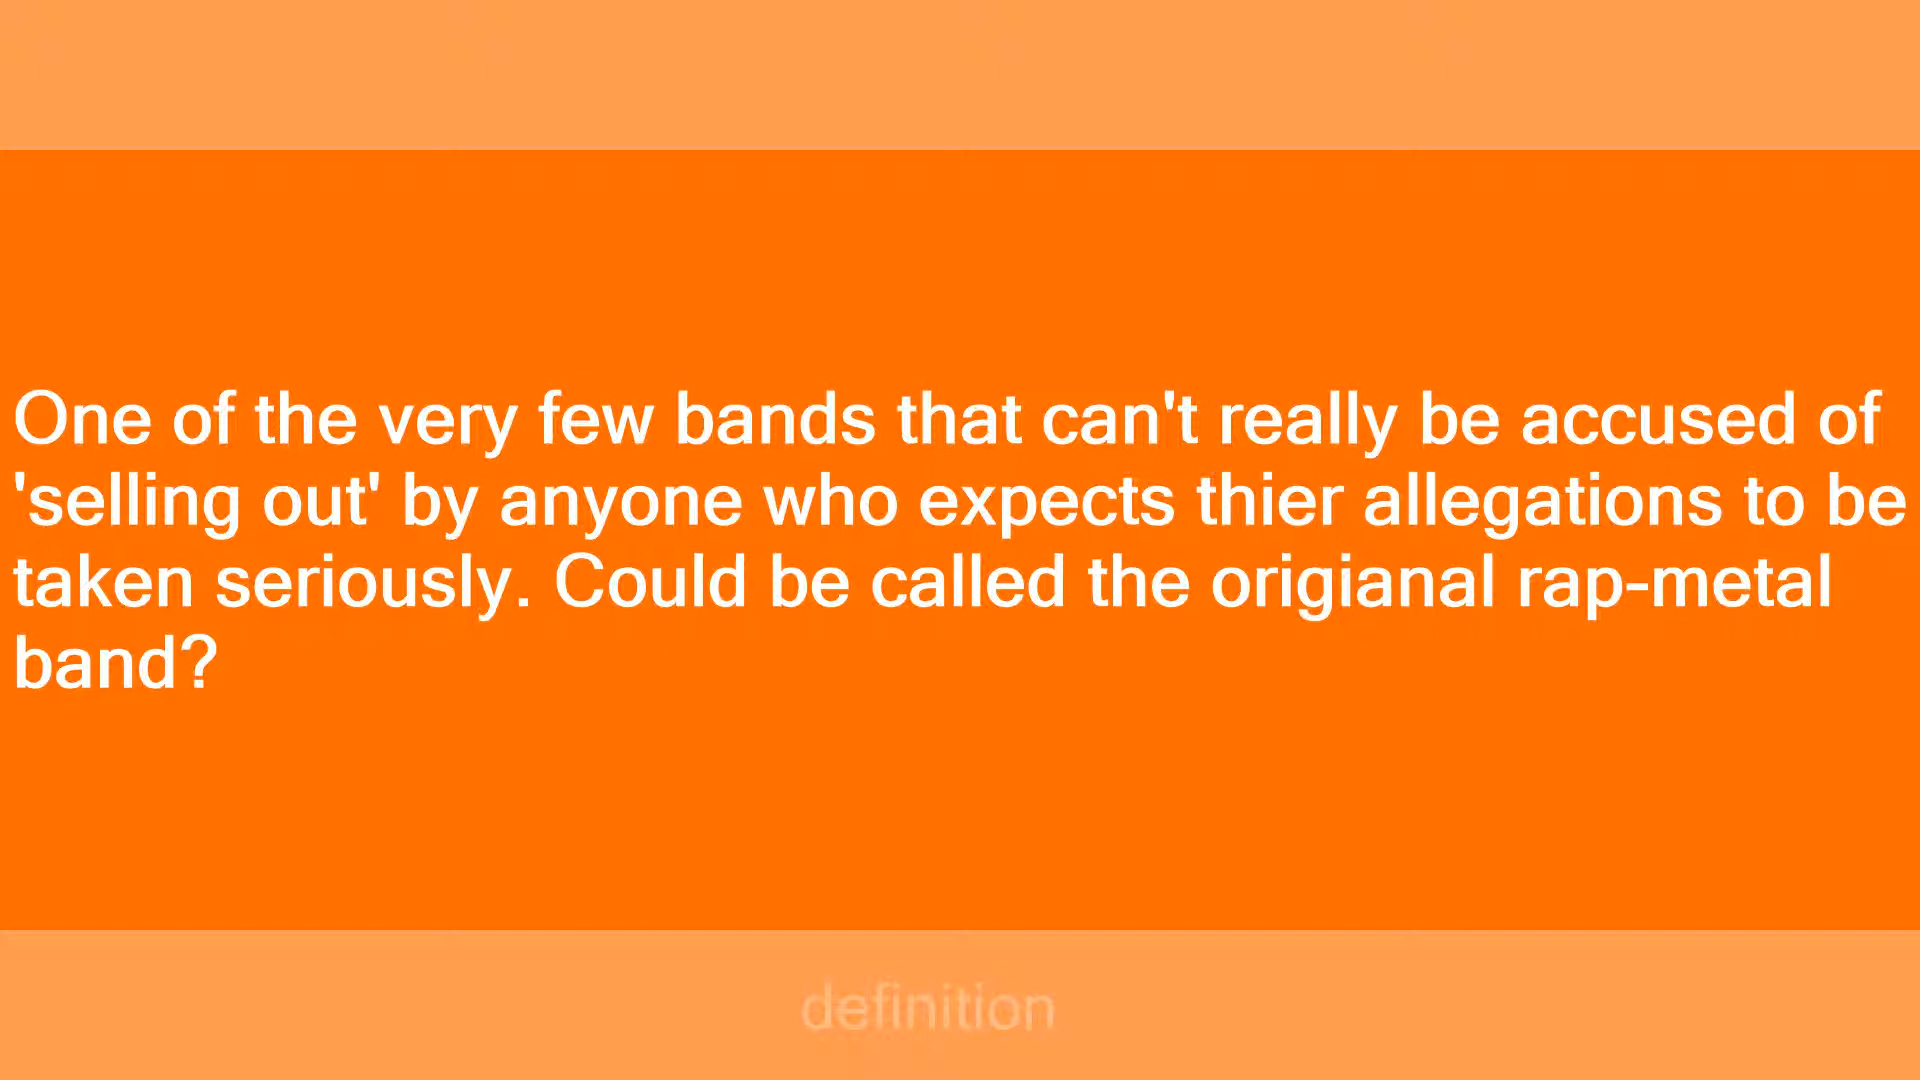 One of the very few bands that can't really be accused of
'selling out' by anyone who expects thier allegations to be
taken seriously. Could be called the origianal rap-metal
band?
definition